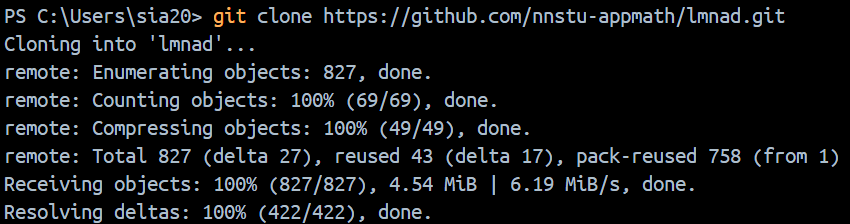 PS C:\Users\sia20> git clone https://github.com/nnstu-appmath/lmnad.git
Cloning into 'lmnad'...
remote: Enumerating objects: 827, done.
remote: Counting objects: 100% (69/69), done.
remote: Compressing objects: 100% (49/49), done.
remote: Total 827 (delta 27), reused 43 (delta 17), pack-reused 758 (from 1)
Receiving objects: 100% (827/827), 4.54 MiB | 6.19 MiB/s, done.
Resolving deltas: 100% (422/422), done.